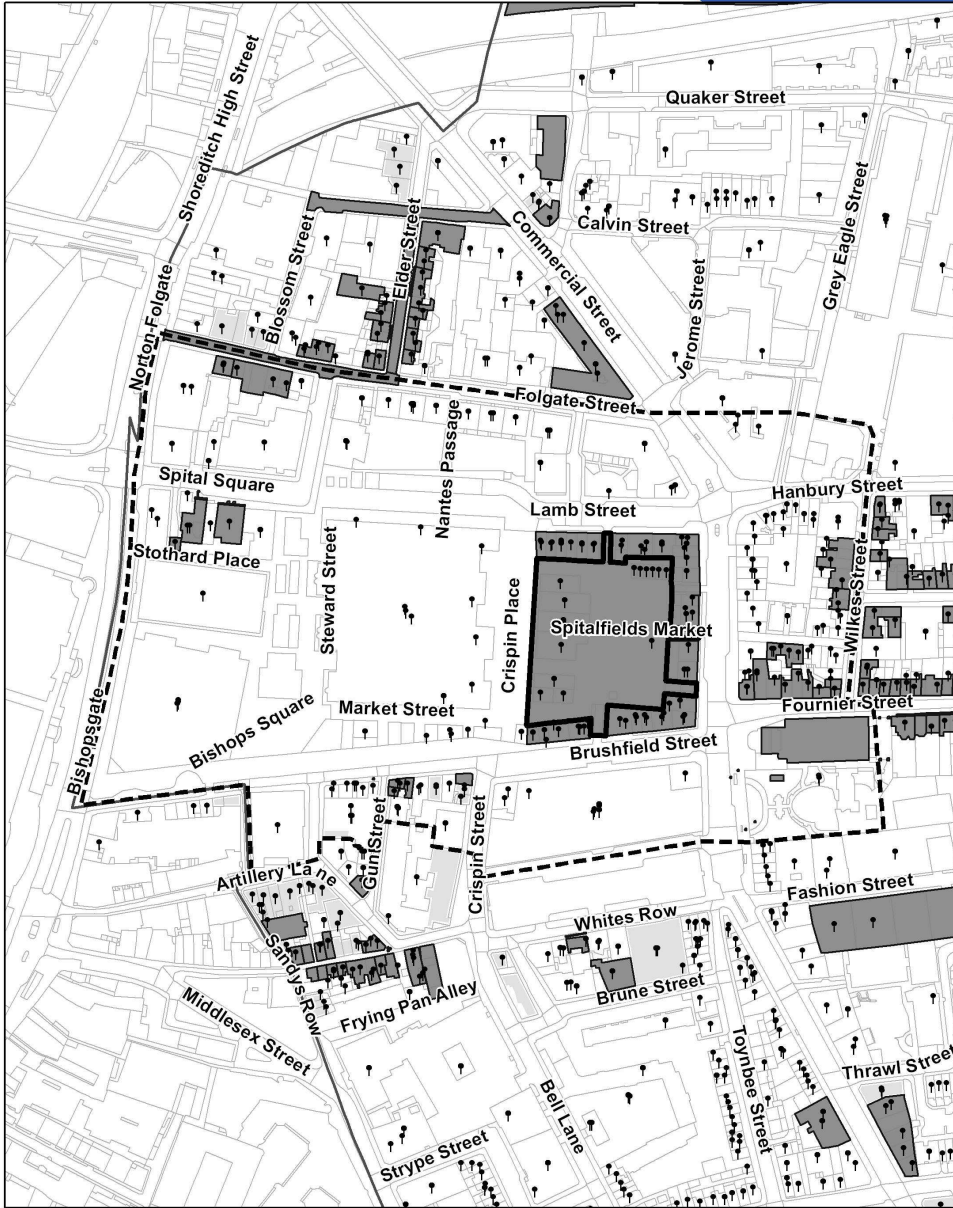 Quaker Street
Shoreditch High Street
Grey Eagle Street
Calvin Street
Commercial Street
Elder Street
Blossom Street
Norton Folgate
Jerome Street
Folgate Street
Nantes Passage
Spital Square
Hanbury Street
Lamb Street
Stothard Place
Steward Street
Crispin Place
Spitalfields Market
Wilkes Street
Fournier Street
Market Street
Bishops Square
Brushfield Street
Bishopsgate
Gun Street
Crispin Street
Artillery Lane
Fashion Street
Whites Row
Sandys Row
Brune Street
Frying Pan Alley
Middlesex Street
Toynbee Street
Thrawl Street
Bell Lane
Strype Street